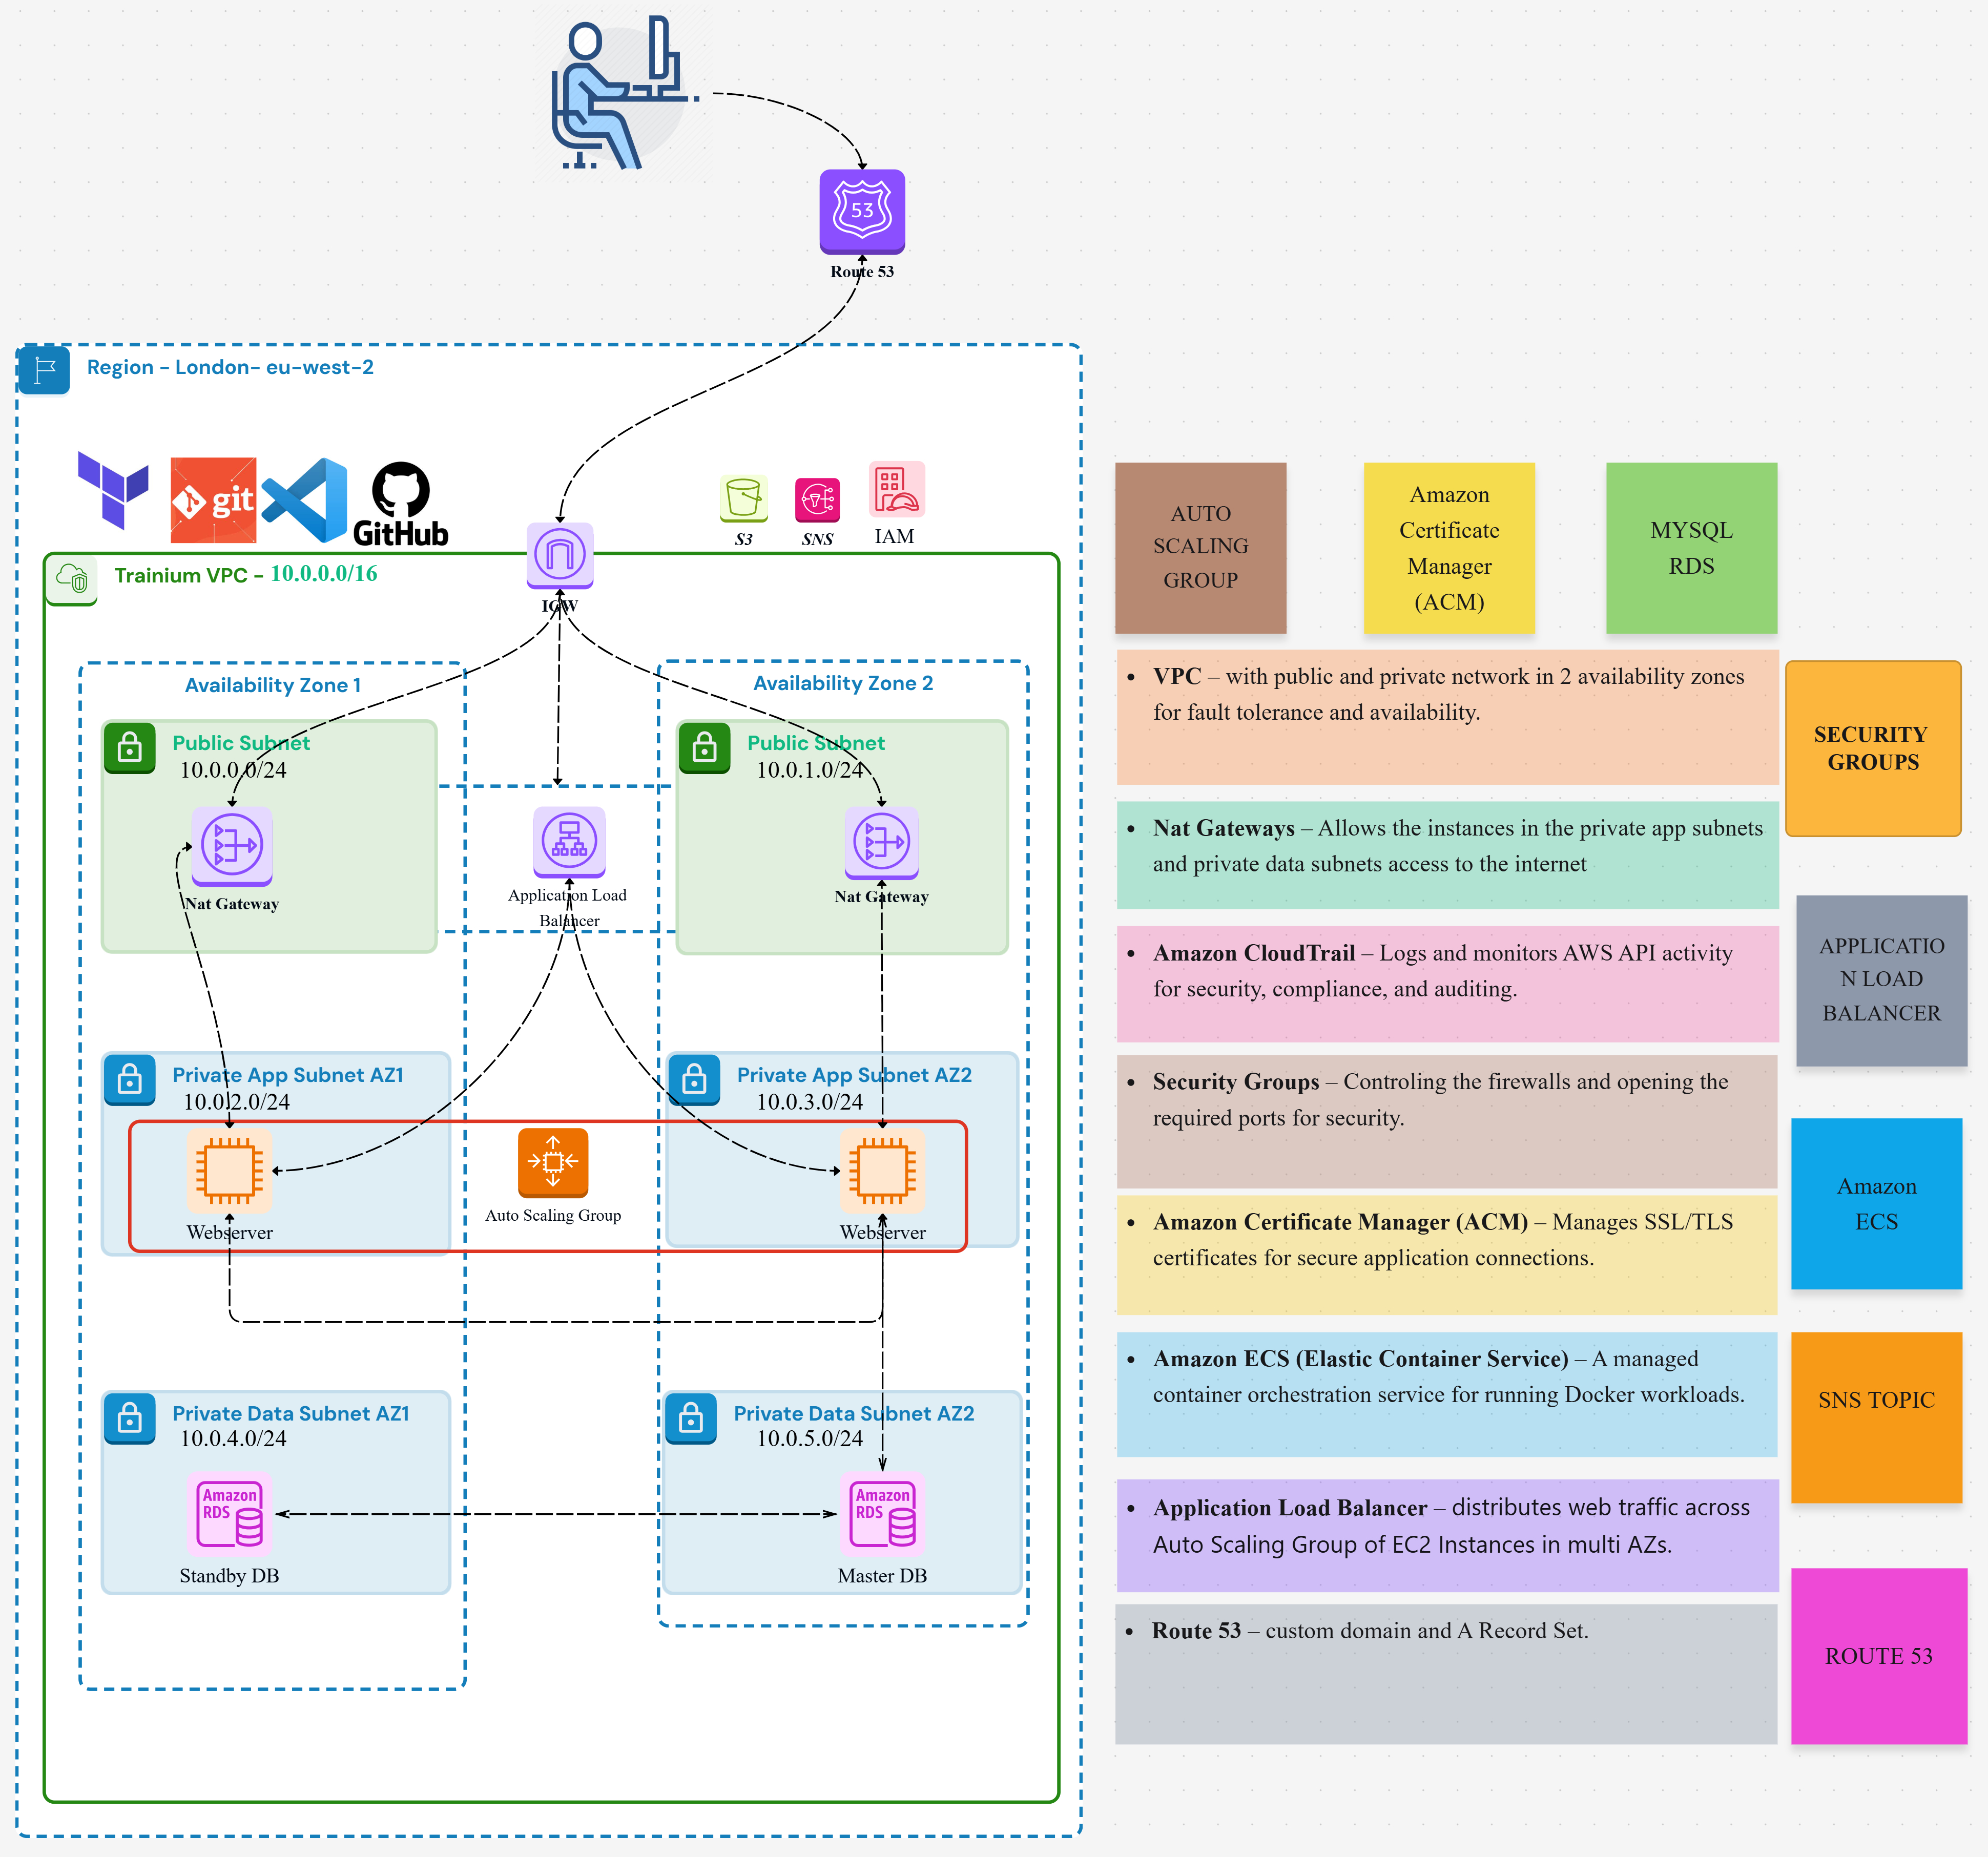 53
Route 53
Region - London- eu-west-2
git
GitHub
S3
SNS
IAM
Trainium VPC - 10.0.0.0/16
IGW
Availability Zone 1
Availability Zone 2
Public Subnet
10.0.0.0/24
Public Subnet
10.0.1.0/24
Nat Gateway
Application Load
Balancer
Nat Gateway
Private App Subnet AZ1
10.0.2.0/24
Private App Subnet AZ2
10.0.3.0/24
Webserver
Auto Scaling Group
Webserver
Private Data Subnet AZ1
10.0.4.0/24
Private Data Subnet AZ2
10.0.5.0/24
Amazon
RDS
Standby DB
Amazon
RDS
Master DB
AUTO
SCALING
GROUP
Amazon
Certificate
Manager
(ACM)
MYSQL
RDS
• VPC – with public and private network in 2 availability zones
for fault tolerance and availability.
• Nat Gateways – Allows the instances in the private app subnets
and private data subnets access to the internet
• Amazon CloudTrail – Logs and monitors AWS API activity
for security, compliance, and auditing.
• Security Groups – Controling the firewalls and opening the
required ports for security.
• Amazon Certificate Manager (ACM) – Manages SSL/TLS
certificates for secure application connections.
• Amazon ECS (Elastic Container Service) – A managed
container orchestration service for running Docker workloads.
• Application Load Balancer – distributes web traffic across
Auto Scaling Group of EC2 Instances in multi AZs.
• Route 53 – custom domain and A Record Set.
SECURITY
GROUPS
APPLICATIO
N LOAD
BALANCER
Amazon
ECS
SNS TOPIC
ROUTE 53